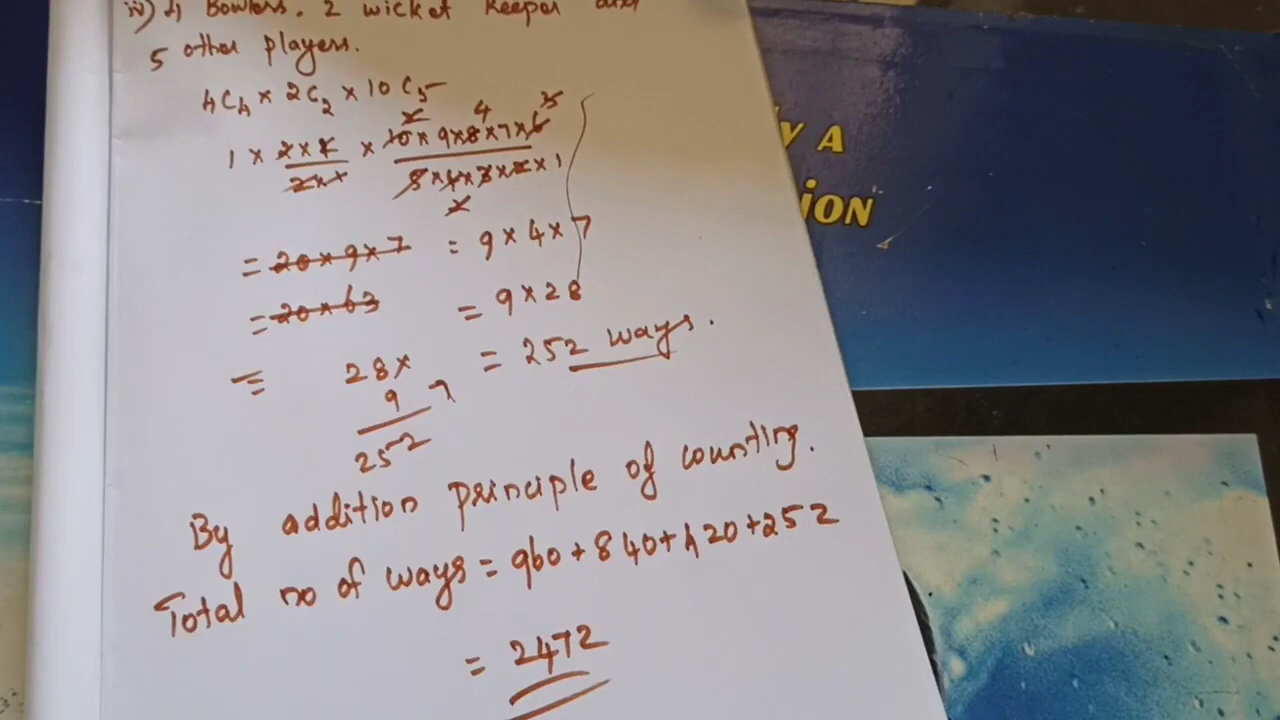 iv) 4 Bowlers, 2 wicket keeper and
5 other players.
4C4 × 2C2 × 10C5
1 × 2×1/2×1 × 10×9×8×7×6/5×4×3×2×1
= 20×9×7 = 9×4×7
= 20×63 = 9×28
= 28× = 252 ways.
9
252
By addition principle of counting.
Total no of ways = 960+840+420+252
= 2472
y A
ion